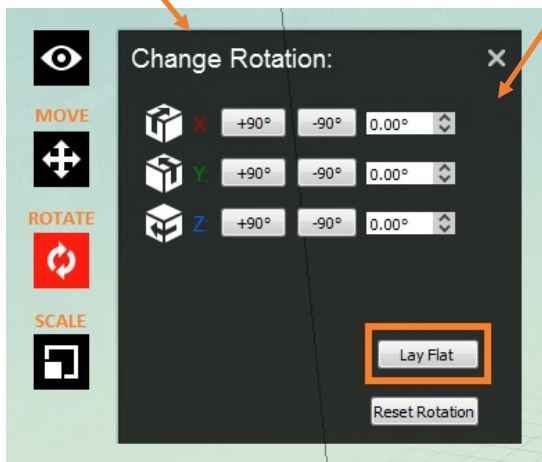 Change Rotation:
MOVE
X: +90° -90° 0.00°
Y: +90° -90° 0.00°
ROTATE
Z: +90° -90° 0.00°
SCALE
Lay Flat
Reset Rotation